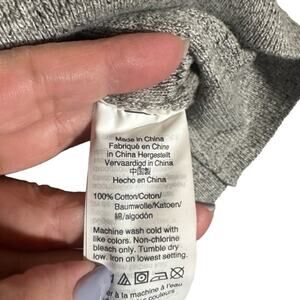 Made in China
Fabriqué en Chine
in China Hergestellt
Vervaardigd in China
中国製
Hecho en China
100% Cotton/Coton/
Baumwolle/Katoen/
綿/algodón
Machine wash cold with
like colors. Non-chlorine
bleach only. Tumble dry
low. Iron on lowest setting.
à machine à l'eau